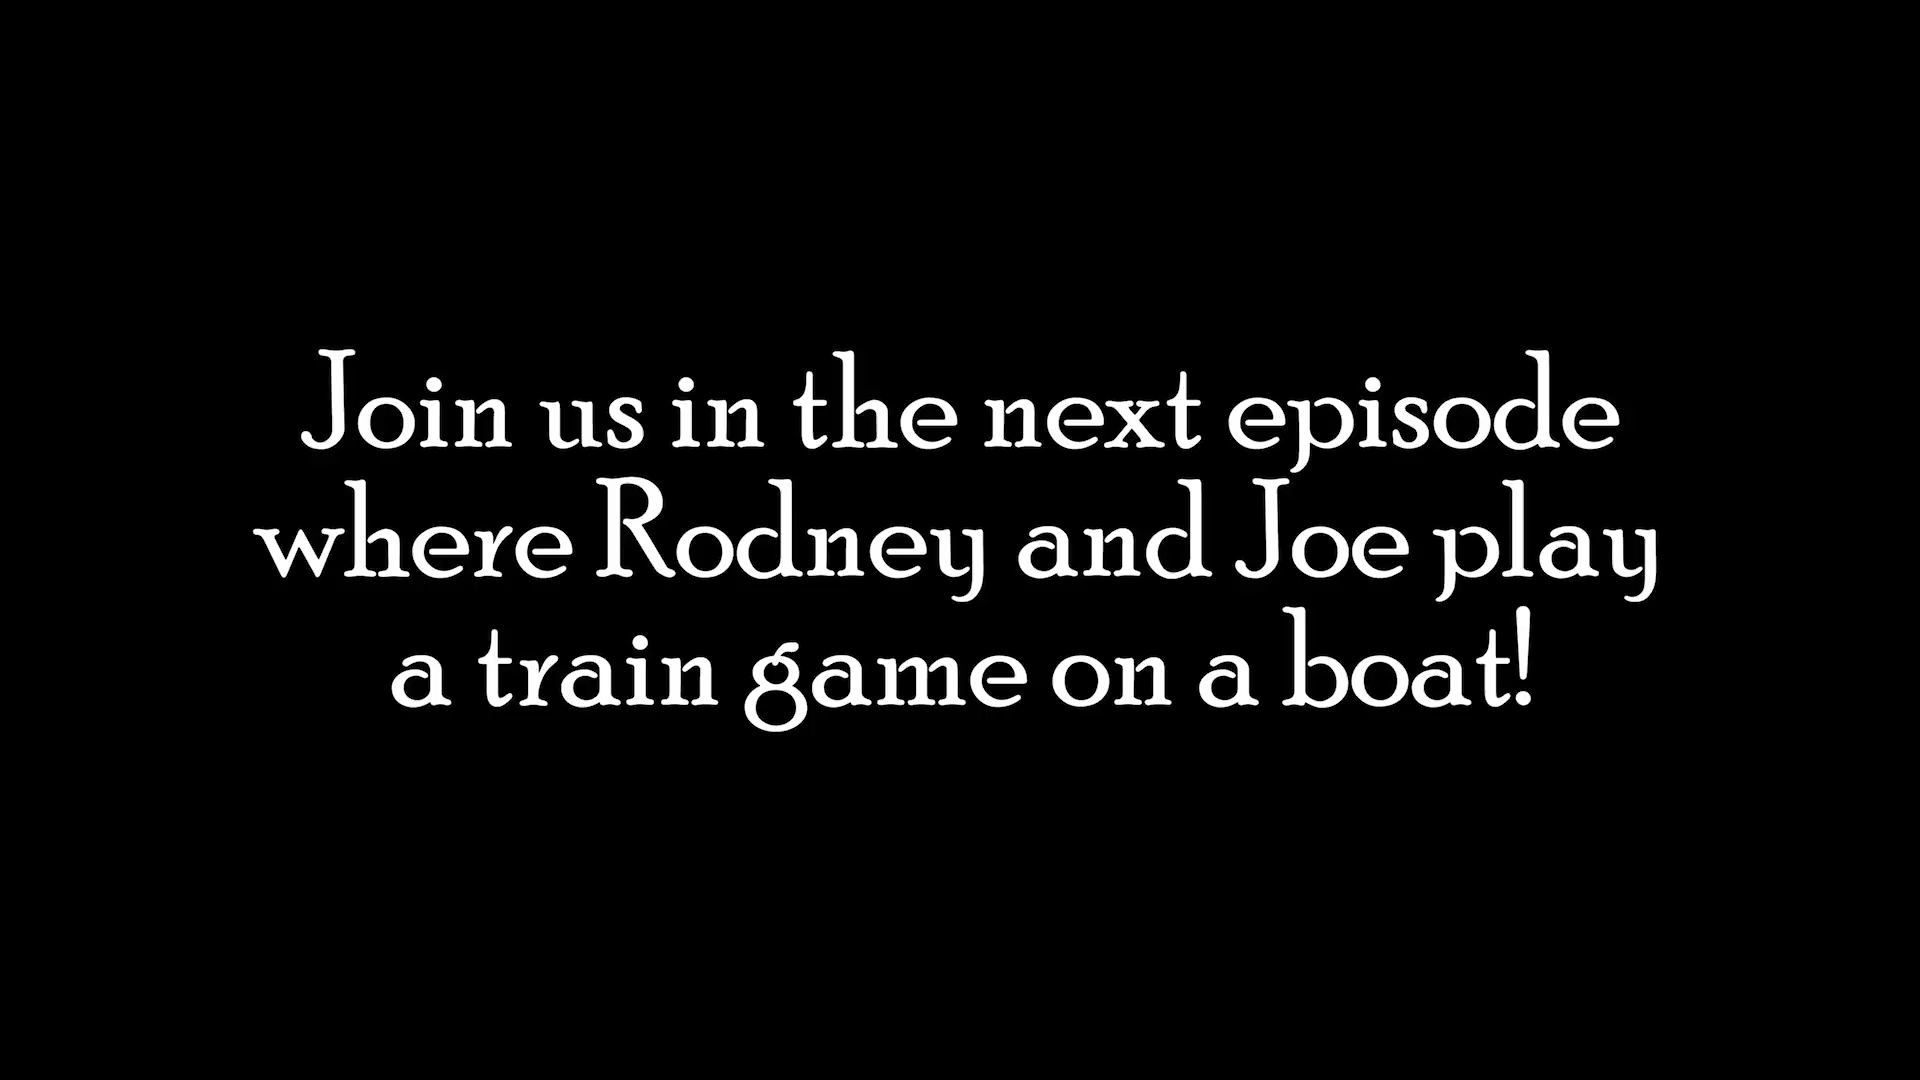 Join us in the next episode
where Rodney and Joe play
a train game on a boat!